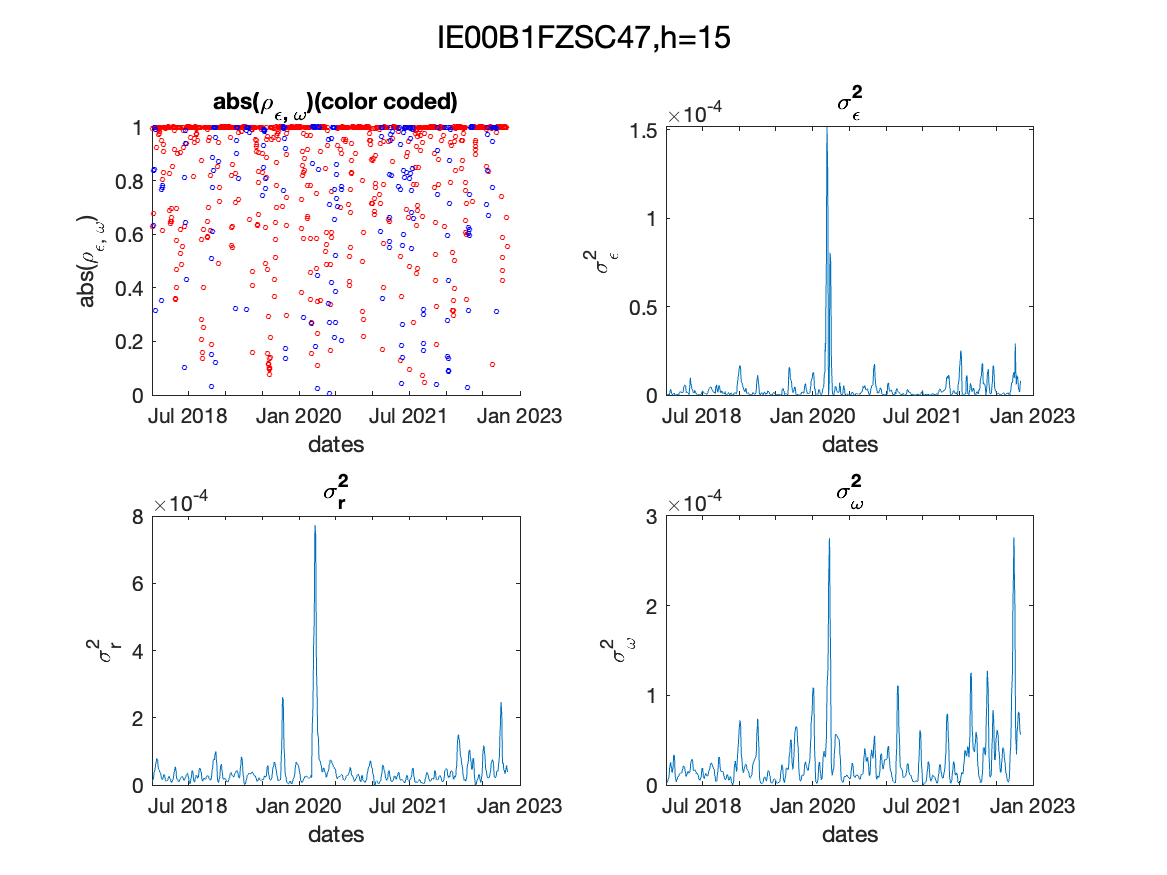 IE00B1FZSC47,h=15
abs(ρϵ, ω)(color coded)
abs(ρϵ, ω)
1
0.8
0.6
0.4
0.2
0
Jul 2018 Jan 2020 Jul 2021 Jan 2023
dates
σ²ϵ
×10⁻⁴
σ²ϵ
1.5
1
0.5
0
Jul 2018 Jan 2020 Jul 2021 Jan 2023
dates
σ²r
×10⁻⁴
σ²r
8
6
4
2
0
Jul 2018 Jan 2020 Jul 2021 Jan 2023
dates
σ²ω
×10⁻⁴
σ²ω
3
2
1
0
Jul 2018 Jan 2020 Jul 2021 Jan 2023
dates